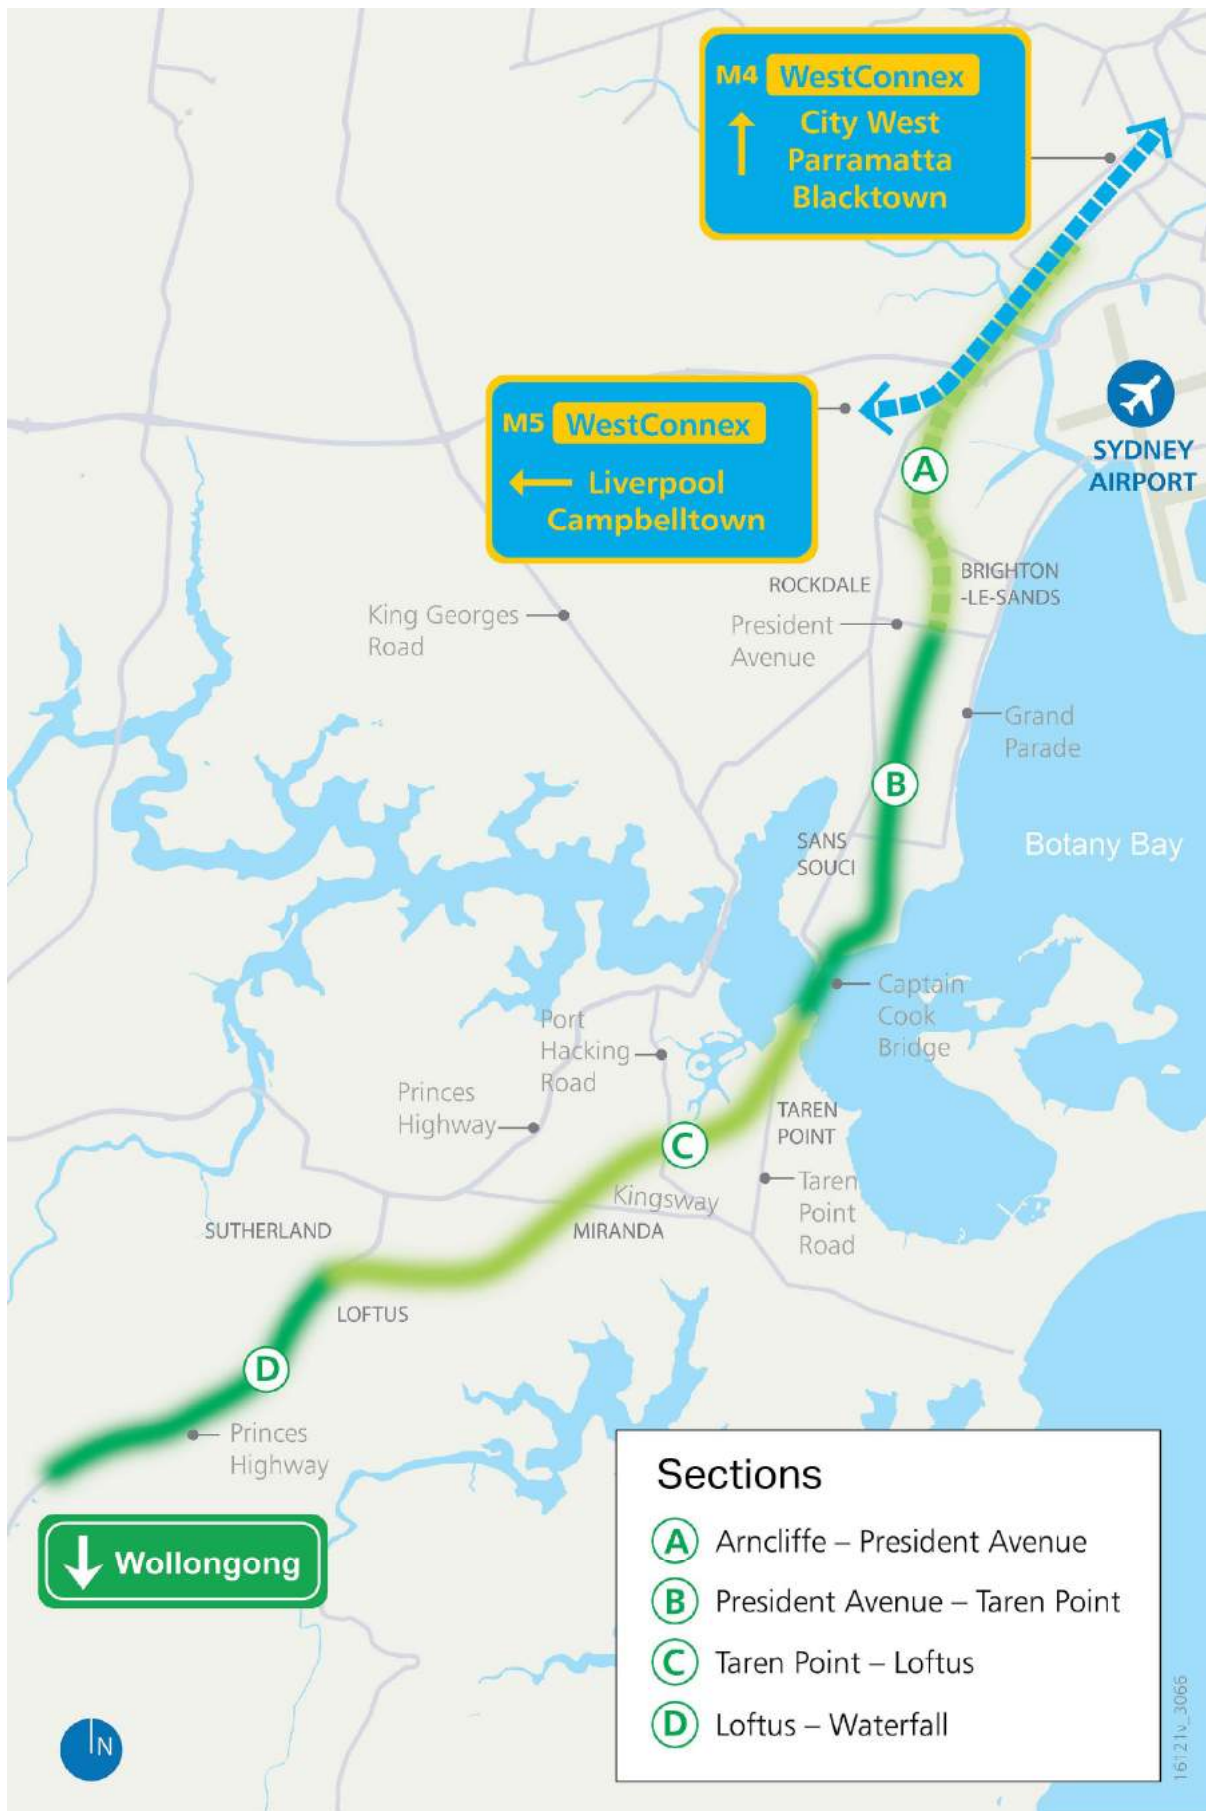 M4 WestConnex
City West
Parramatta
Blacktown
M5 WestConnex
Liverpool
Campbelltown
SYDNEY
AIRPORT
A
ROCKDALE
BRIGHTON
-LE-SANDS
King Georges
Road
President
Avenue
Grand
Parade
B
SANS
SOUCI
Botany Bay
Captain
Cook
Bridge
Port
Hacking
Road
Princes
Highway
TAREN
POINT
C
Kingsway
Taren
Point
Road
SUTHERLAND
MIRANDA
LOFTUS
D
Princes
Highway
Wollongong
Sections
A Arncliffe – President Avenue
B President Avenue – Taren Point
C Taren Point – Loftus
D Loftus – Waterfall
N
16121v_3066